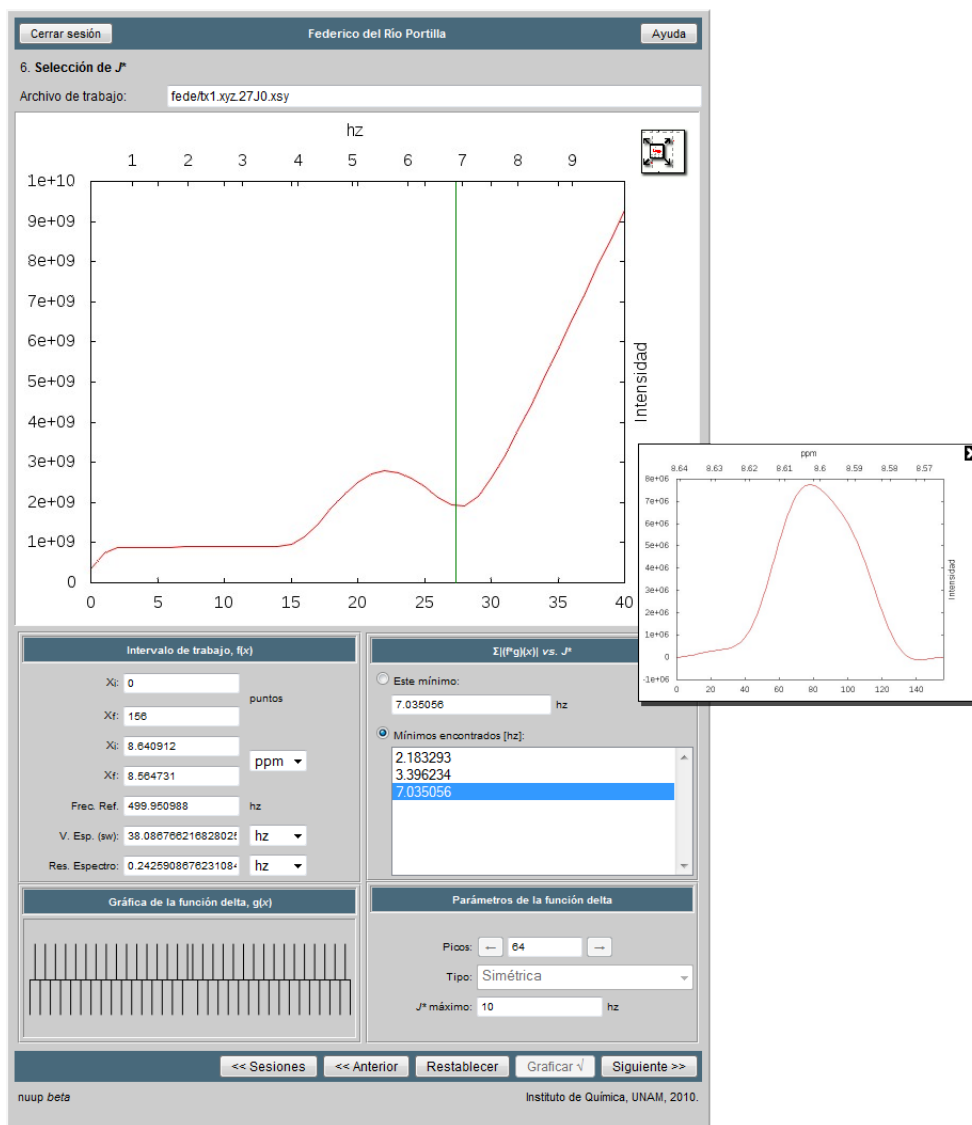 Cerrar sesión Federico del Río Portilla Ayuda
6. Selección de J*
Archivo de trabajo: fede/tx1.xyz.27J0.xsy
hz
1 2 3 4 5 6 7 8 9
1e+10
9e+09
8e+09
7e+09
6e+09
5e+09
4e+09
3e+09
2e+09
1e+09
0
0 5 10 15 20 25 30 35 40
Intensidad
ppm
8.64 8.63 8.62 8.61 8.6 8.59 8.58 8.57
8e+06
7e+06
6e+06
5e+06
4e+06
3e+06
2e+06
1e+06
0
-1e+06
0 20 40 60 80 100 120 140
Intensidad
Intervalo de trabajo, f(x)
Xi: 0
puntos
Xf: 156
Xi: 8.640912
ppm
Xf: 8.564731
Frec. Ref. 499.950988 hz
V. Esp. (sw): 38.086766216828025 hz
Res. Espectro: 0.242590867623108 hz
Σ|(f*g)(x)| vs. J*
Este mínimo:
7.035056 hz
Mínimos encontrados [hz]:
2.183293
3.396234
7.035056
Gráfica de la función delta, g(x)
Parámetros de la función delta
Picos: ← 64 →
Tipo: Simétrica
J* máximo: 10 hz
<< Sesiones << Anterior Restablecer Graficar √ Siguiente >>
nuup beta Instituto de Química, UNAM, 2010.